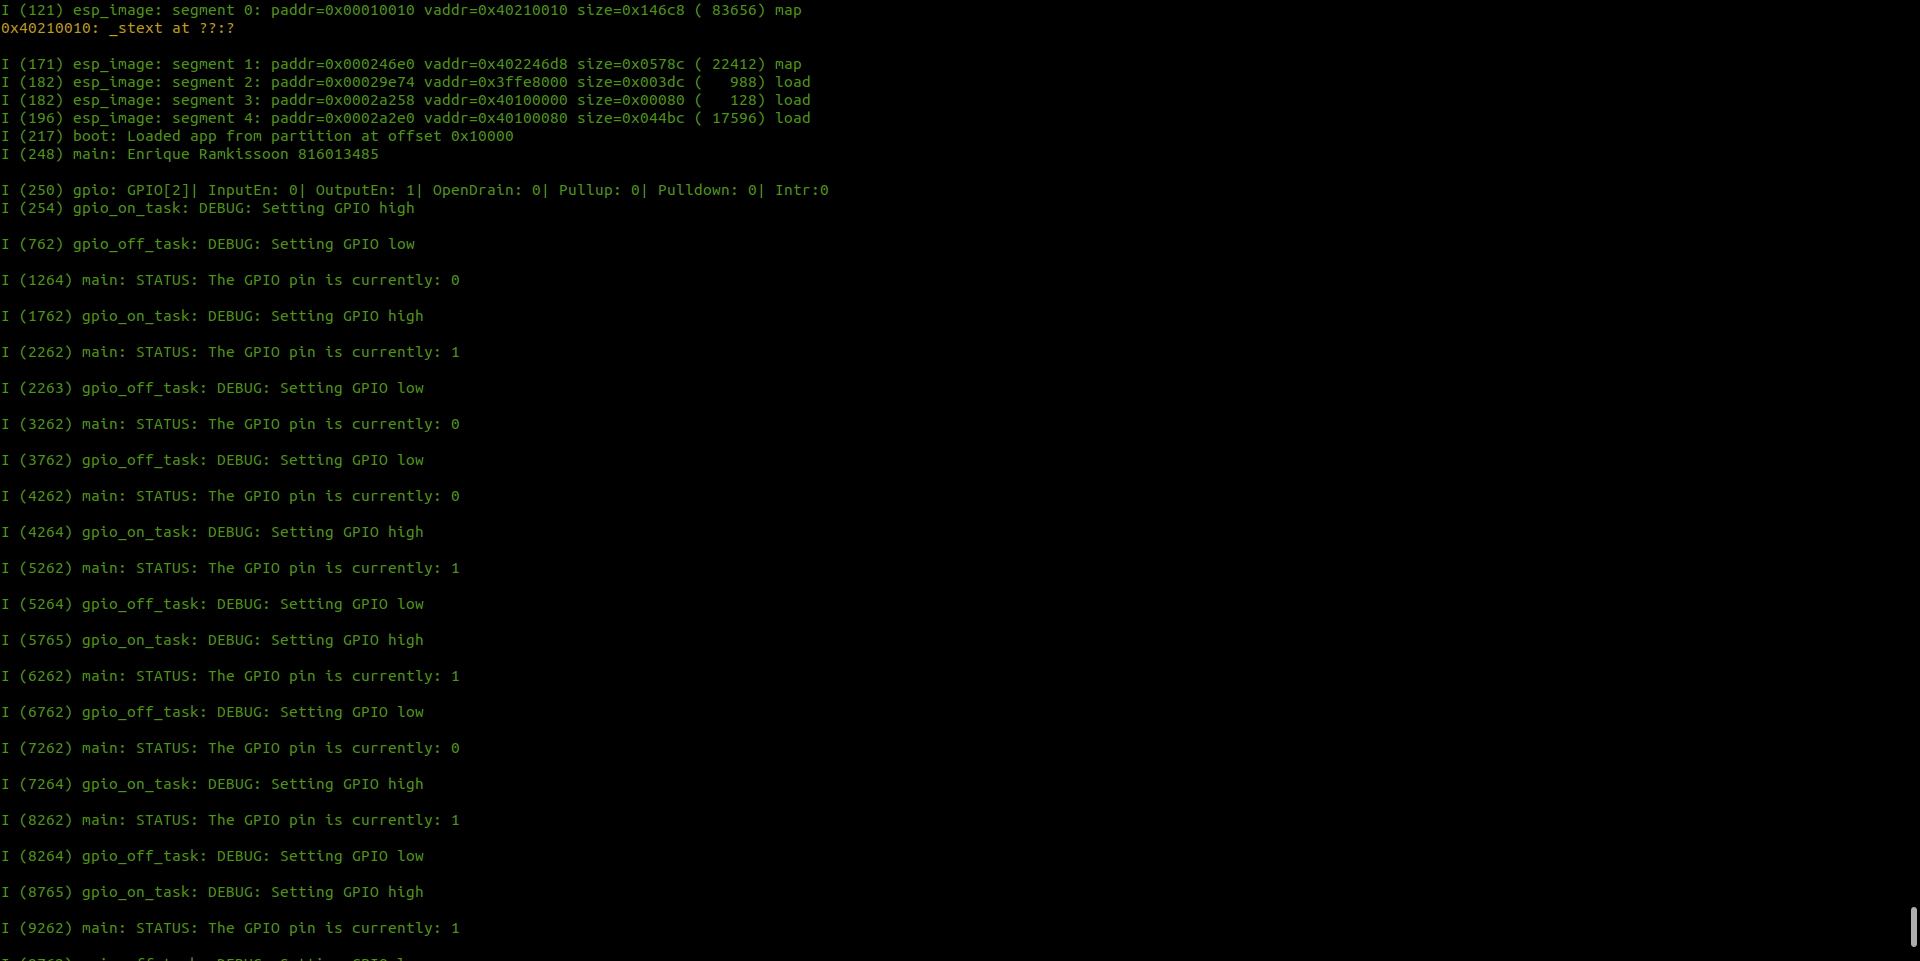 I (121) esp_image: segment 0: paddr=0x00010010 vaddr=0x40210010 size=0x146c8 ( 83656) map
0x40210010: _stext at ??:?
I (171) esp_image: segment 1: paddr=0x000246e0 vaddr=0x402246d8 size=0x0578c ( 22412) map
I (182) esp_image: segment 2: paddr=0x00029e74 vaddr=0x3ffe8000 size=0x003dc (   988) load
I (182) esp_image: segment 3: paddr=0x0002a258 vaddr=0x40100000 size=0x00080 (   128) load
I (196) esp_image: segment 4: paddr=0x0002a2e0 vaddr=0x40100080 size=0x044bc ( 17596) load
I (217) boot: Loaded app from partition at offset 0x10000
I (248) main: Enrique Ramkissoon 816013485
I (250) gpio: GPIO[2]| InputEn: 0| OutputEn: 1| OpenDrain: 0| Pullup: 0| Pulldown: 0| Intr:0
I (254) gpio_on_task: DEBUG: Setting GPIO high
I (762) gpio_off_task: DEBUG: Setting GPIO low
I (1264) main: STATUS: The GPIO pin is currently: 0
I (1762) gpio_on_task: DEBUG: Setting GPIO high
I (2262) main: STATUS: The GPIO pin is currently: 1
I (2263) gpio_off_task: DEBUG: Setting GPIO low
I (3262) main: STATUS: The GPIO pin is currently: 0
I (3762) gpio_off_task: DEBUG: Setting GPIO low
I (4262) main: STATUS: The GPIO pin is currently: 0
I (4264) gpio_on_task: DEBUG: Setting GPIO high
I (5262) main: STATUS: The GPIO pin is currently: 1
I (5264) gpio_off_task: DEBUG: Setting GPIO low
I (5765) gpio_on_task: DEBUG: Setting GPIO high
I (6262) main: STATUS: The GPIO pin is currently: 1
I (6762) gpio_off_task: DEBUG: Setting GPIO low
I (7262) main: STATUS: The GPIO pin is currently: 0
I (7264) gpio_on_task: DEBUG: Setting GPIO high
I (8262) main: STATUS: The GPIO pin is currently: 1
I (8264) gpio_off_task: DEBUG: Setting GPIO low
I (8765) gpio_on_task: DEBUG: Setting GPIO high
I (9262) main: STATUS: The GPIO pin is currently: 1